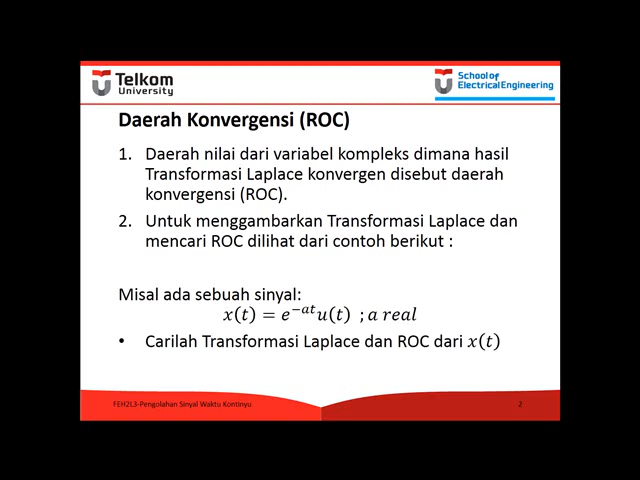 Telkom
University
School of
Electrical Engineering
Daerah Konvergensi (ROC)
1. Daerah nilai dari variabel kompleks dimana hasil
Transformasi Laplace konvergen disebut daerah
konvergensi (ROC).
2. Untuk menggambarkan Transformasi Laplace dan
mencari ROC dilihat dari contoh berikut :
Misal ada sebuah sinyal:
x(t) = e^{-at}u(t) ; a real
• Carilah Transformasi Laplace dan ROC dari x(t)
FEH2L3-Pengolahan Sinyal Waktu Kontinyu
2